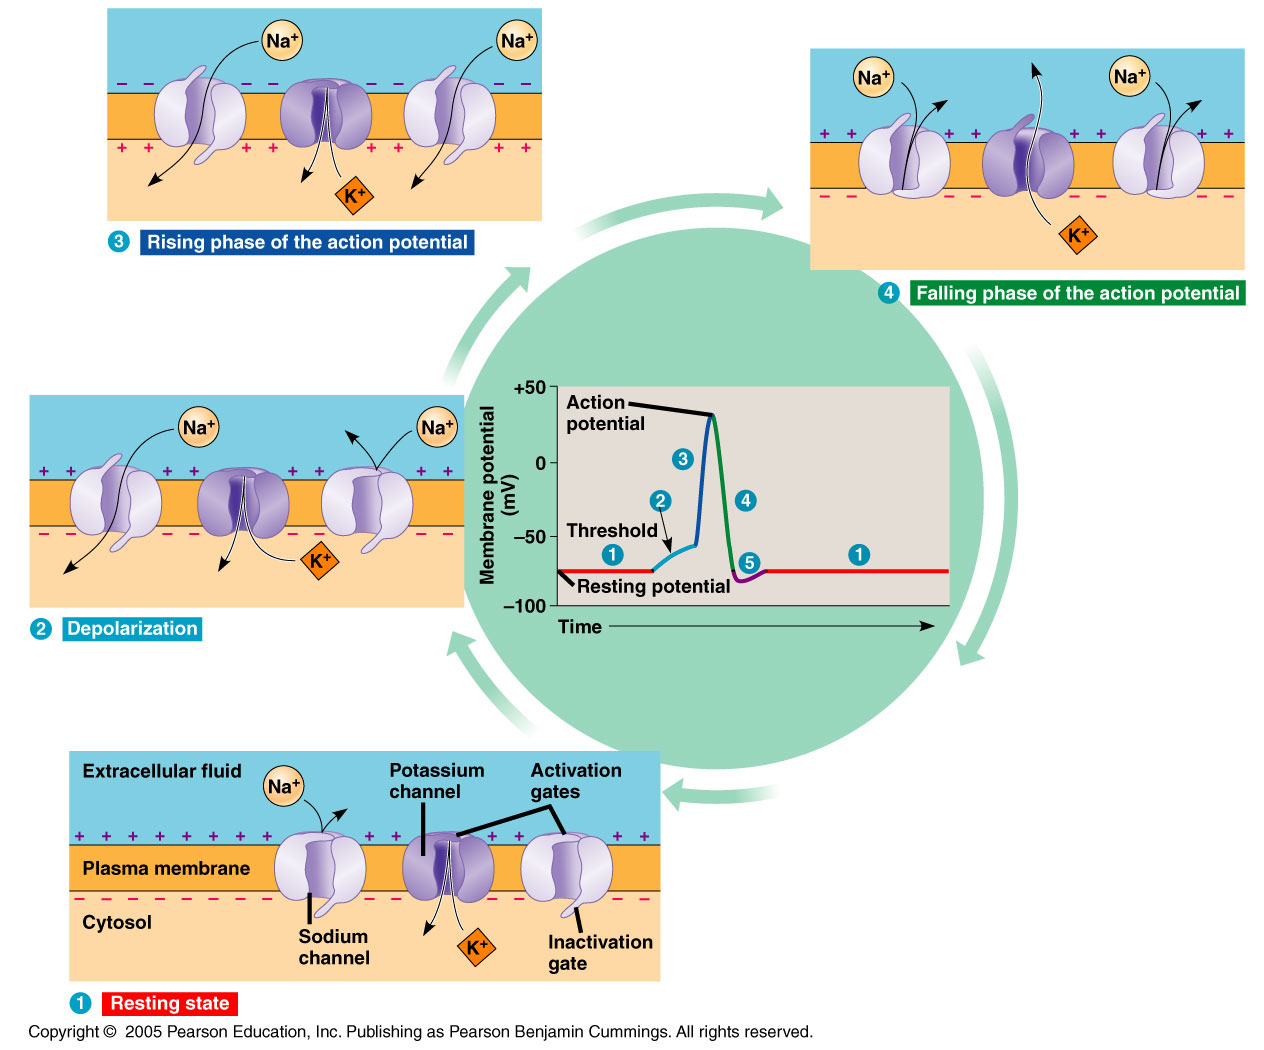 Na+
Na+
– – – – – –
+ + + + + +
K+
3 Rising phase of the action potential
Na+
Na+
+ + + + + + + +
– – – – – – – –
K+
4 Falling phase of the action potential
Na+
Na+
+ + + + + + + +
– – – – – – – –
K+
2 Depolarization
+50
0
–50
–100
Membrane potential
(mV)
Action
potential
3
2
4
Threshold
1
5
1
Resting potential
Time
Extracellular fluid
Na+
Potassium
channel
Activation
gates
+ + + + + + + + + + + + + +
Plasma membrane
– – – – – – – – – – – – – –
Cytosol
Sodium
channel
K+
Inactivation
gate
1 Resting state
Copyright © 2005 Pearson Education, Inc. Publishing as Pearson Benjamin Cummings. All rights reserved.